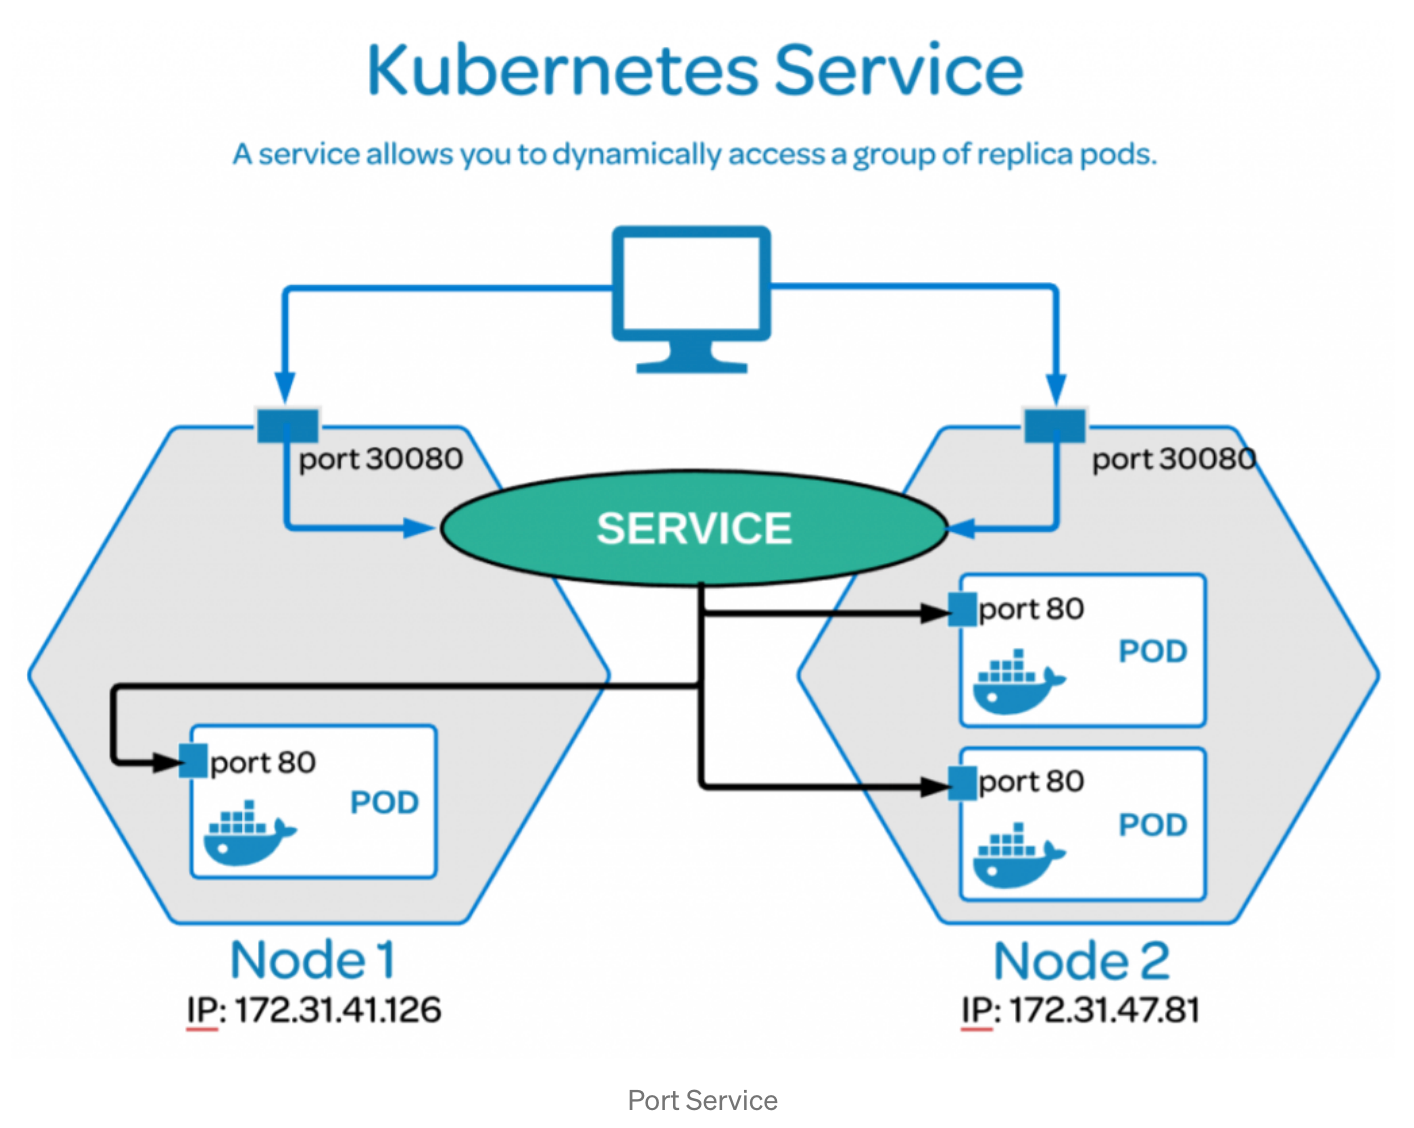 Kubernetes Service
A service allows you to dynamically access a group of replica pods.
port 30080
port 30080
SERVICE
port 80
POD
port 80
POD
port 80
POD
Node 1
IP: 172.31.41.126
Node 2
IP: 172.31.47.81
Port Service